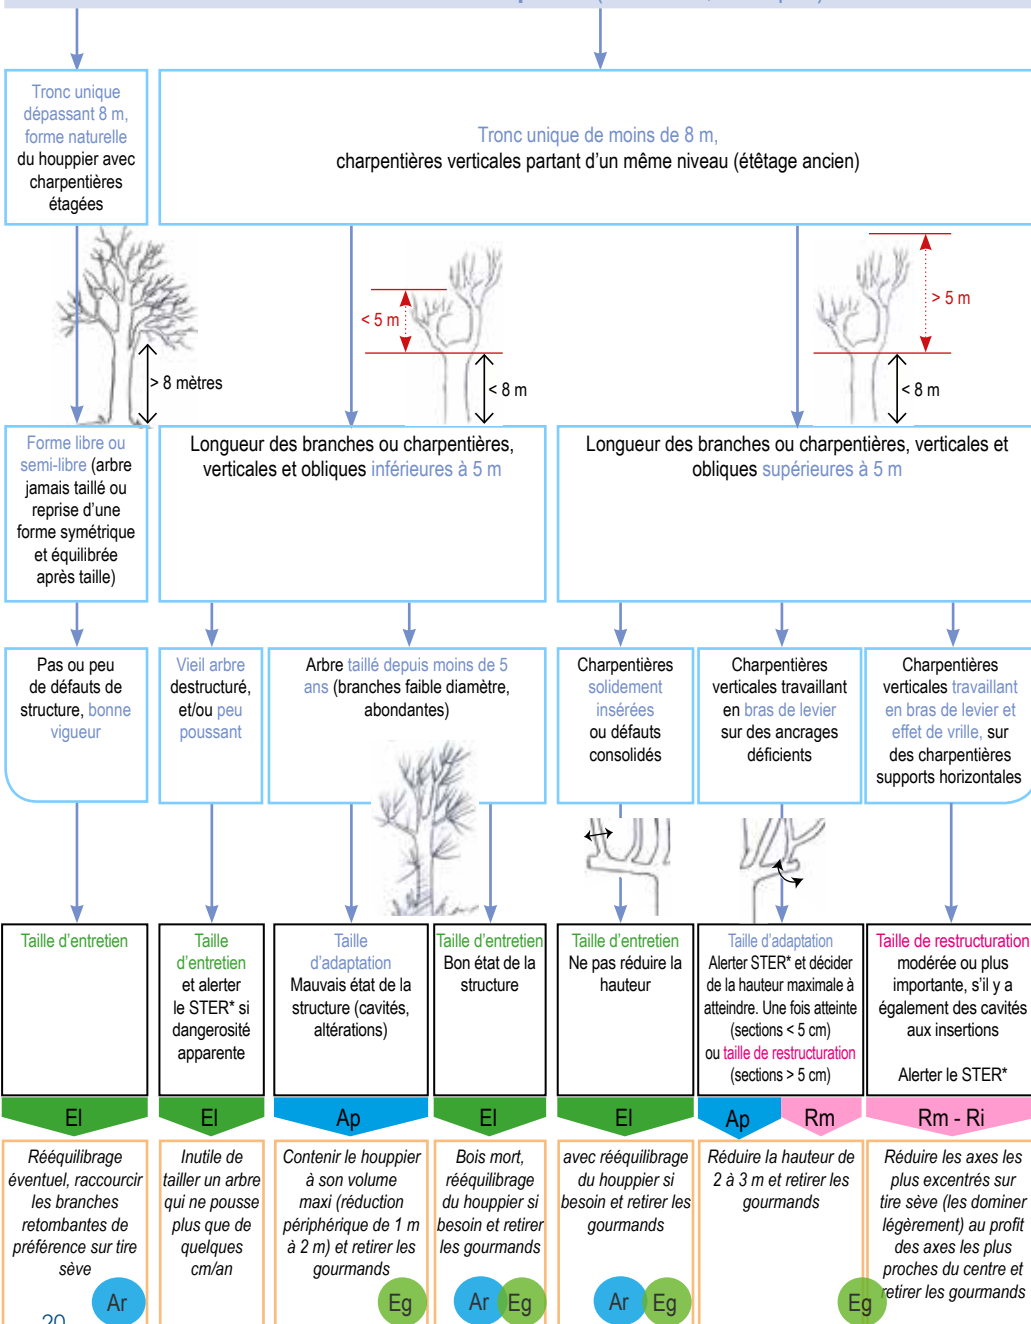 Tronc unique
dépassant 8 m,
forme naturelle
du houppier avec
charpentières
étagées
Tronc unique de moins de 8 m,
charpentières verticales partant d'un même niveau (étêtage ancien)
> 8 mètres
< 5 m
< 8 m
> 5 m
< 8 m
Forme libre ou
semi-libre (arbre
jamais taillé ou
reprise d'une
forme symétrique
et équilibrée
après taille)
Longueur des branches ou charpentières,
verticales et obliques inférieures à 5 m
Longueur des branches ou charpentières, verticales et
obliques supérieures à 5 m
Pas ou peu
de défauts de
structure, bonne
vigueur
Vieil arbre
destructuré,
et/ou peu
poussant
Arbre taillé depuis moins de 5
ans (branches faible diamètre,
abondantes)
Charpentières
solidement
insérées
ou défauts
consolidés
Charpentières
verticales travaillant
en bras de levier
sur des ancrages
déficients
Charpentières
verticales travaillant
en bras de levier et
effet de vrille, sur
des charpentières
supports horizontales
Taille d'entretien
Taille
d'entretien
et alerter
le STER* si
dangerosité
apparente
Taille
d'adaptation
Mauvais état de la
structure (cavités,
altérations)
Taille d'entretien
Bon état de la
structure
Taille d'entretien
Ne pas réduire la
hauteur
Taille d'adaptation
Alerter STER* et décider
de la hauteur maximale à
atteindre. Une fois atteinte
(sections < 5 cm)
ou taille de restructuration
(sections > 5 cm)
Taille de restructuration
modérée ou plus
importante, s'il y a
également des cavités
aux insertions
Alerter le STER*
El
El
Ap
El
El
Ap
Rm
Rm - Ri
Rééquilibrage
éventuel, raccourcir
les branches
retombantes de
préférence sur tire
sève
Ar
Inutile de
tailler un arbre
qui ne pousse
plus que de
quelques
cm/an
Contenir le houppier
à son volume
maxi (réduction
périphérique de 1 m
à 2 m) et retirer les
gourmands
Eg
Bois mort,
rééquilibrage
du houppier si
besoin et retirer
les gourmands
Ar
Eg
avec rééquilibrage
du houppier si
besoin et retirer les
gourmands
Ar
Eg
Réduire la hauteur de
2 à 3 m et retirer les
gourmands
Eg
Réduire les axes les
plus excentrés sur
tire sève (les dominer
légèrement) au profit
des axes les plus
proches du centre et
retirer les gourmands
20